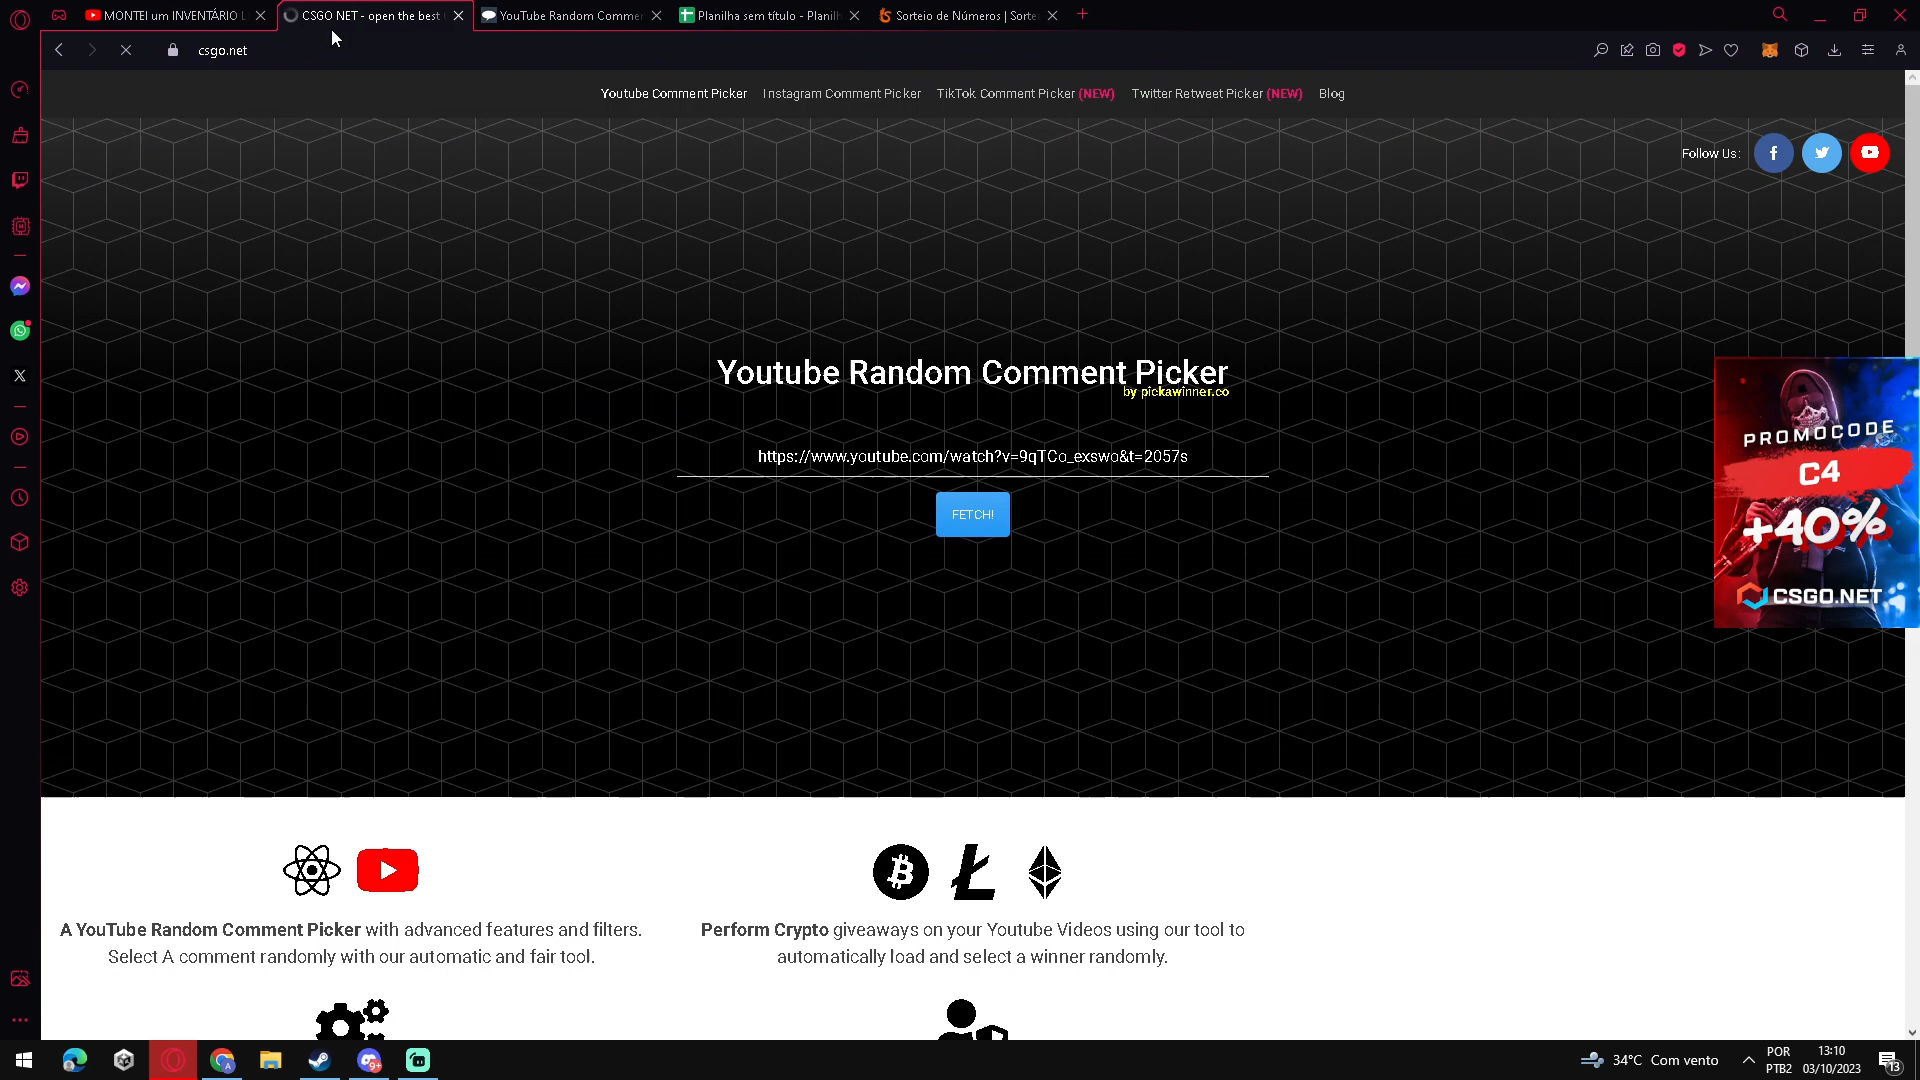 MONTEI um INVENTÁRIO L
CSGO NET - open the best
YouTube Random Commen
Planilha sem título - Planilh
Sorteio de Números | Sorte
csgo.net
Youtube Comment Picker
Instagram Comment Picker
TikTok Comment Picker (NEW)
Twitter Retweet Picker (NEW)
Blog
Follow Us:
Youtube Random Comment Picker
by pickawinner.co
https://www.youtube.com/watch?v=9qTCo_exswo&t=2057s
FETCH!
PROMOCODE
C4
+40%
CSGO.NET
A YouTube Random Comment Picker with advanced features and filters.
Select A comment randomly with our automatic and fair tool.
Perform Crypto giveaways on your Youtube Videos using our tool to
automatically load and select a winner randomly.
9+
34°C Com vento
POR
PTB2
13:10
03/10/2023
13